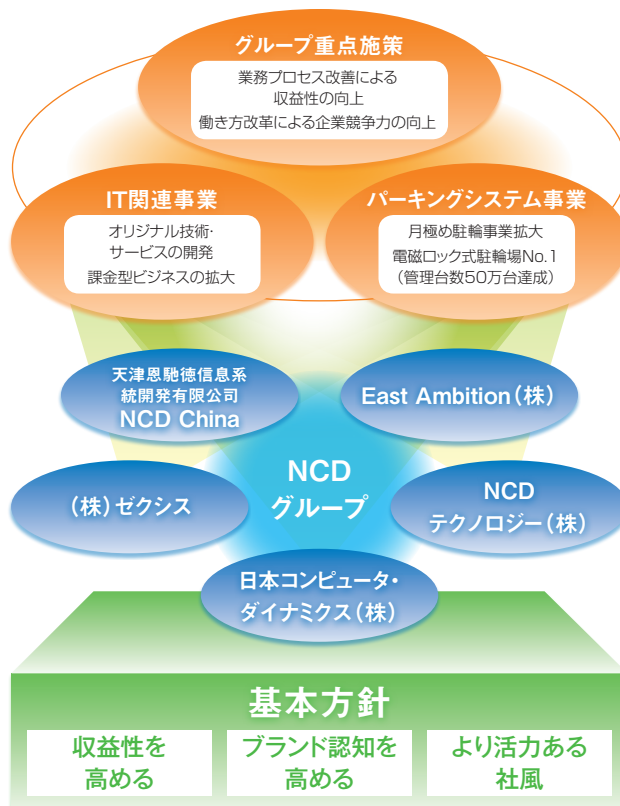 グループ重点施策
業務プロセス改善による
収益性の向上
働き方改革による企業競争力の向上
IT関連事業
オリジナル技術・
サービスの開発
課金型ビジネスの拡大
パーキングシステム事業
月極め駐輪事業拡大
電磁ロック式駐輪場No.1
（管理台数50万台達成）
天津恩馳徳信息系
統開発有限公司
NCD China
East Ambition（株）
NCD
グループ
（株）ゼクシス
NCD
テクノロジー（株）
日本コンピュータ・
ダイナミクス（株）
基本方針
収益性を
高める
ブランド認知を
高める
より活力ある
社風